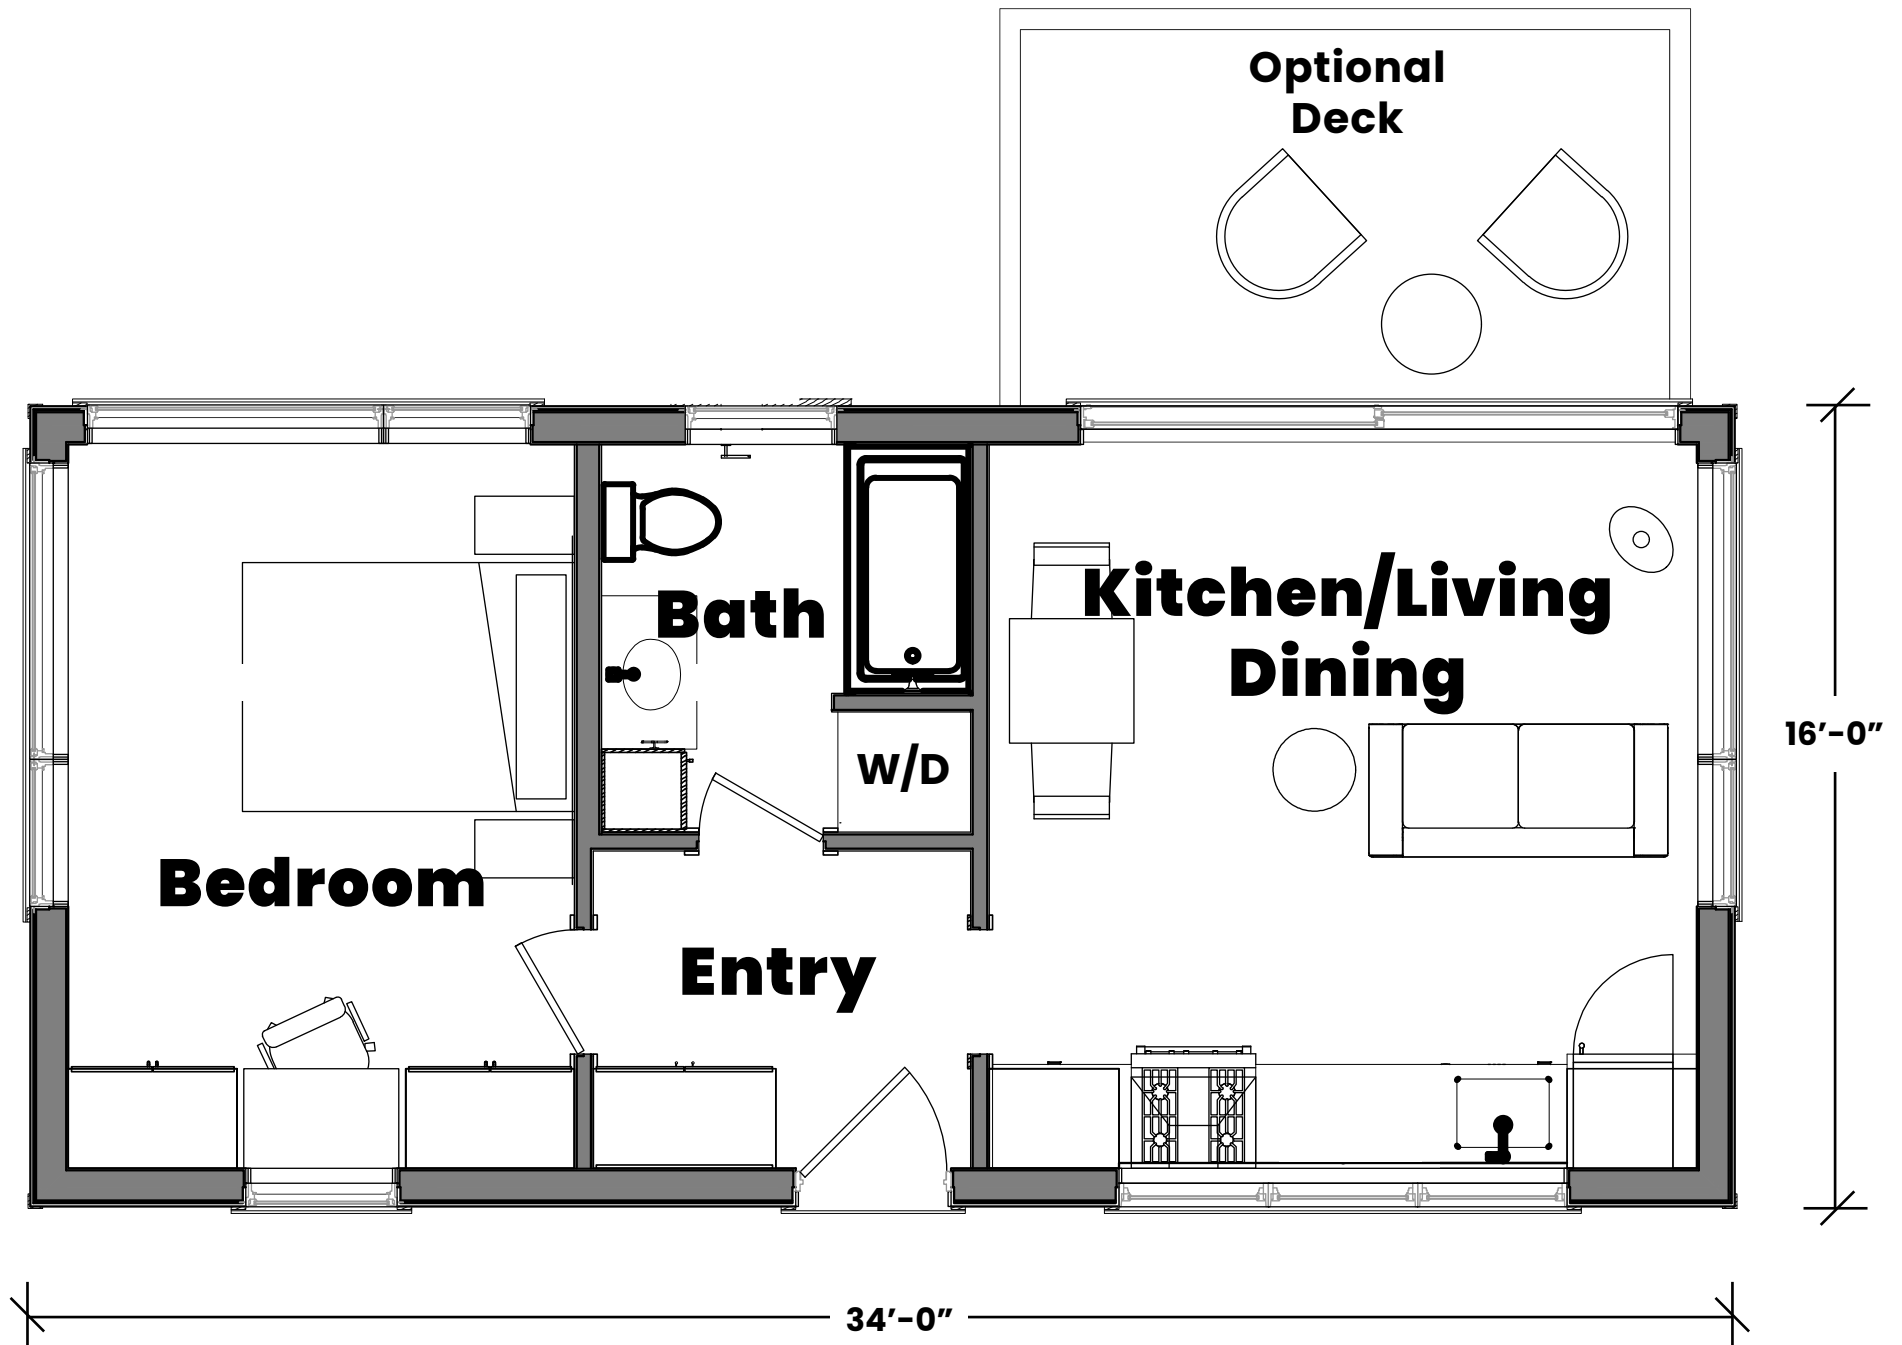 Optional
Deck
Kitchen/Living
Dining
Bath
W/D
16’-0”
Bedroom
Entry
34’-0”